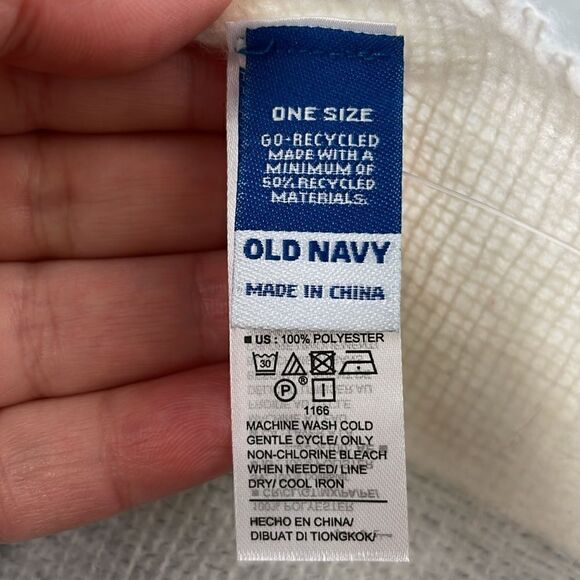 ONE SIZE
GO-RECYCLED
MADE WITH A
MINIMUM OF
50% RECYCLED
MATERIALS.
OLD NAVY
MADE IN CHINA
US : 100% POLYESTER
30
P ® I
1166
MACHINE WASH COLD
GENTLE CYCLE/ ONLY
NON-CHLORINE BLEACH
WHEN NEEDED/ LINE
DRY/ COOL IRON
HECHO EN CHINA/
DIBUAT DI TIONGKOK/